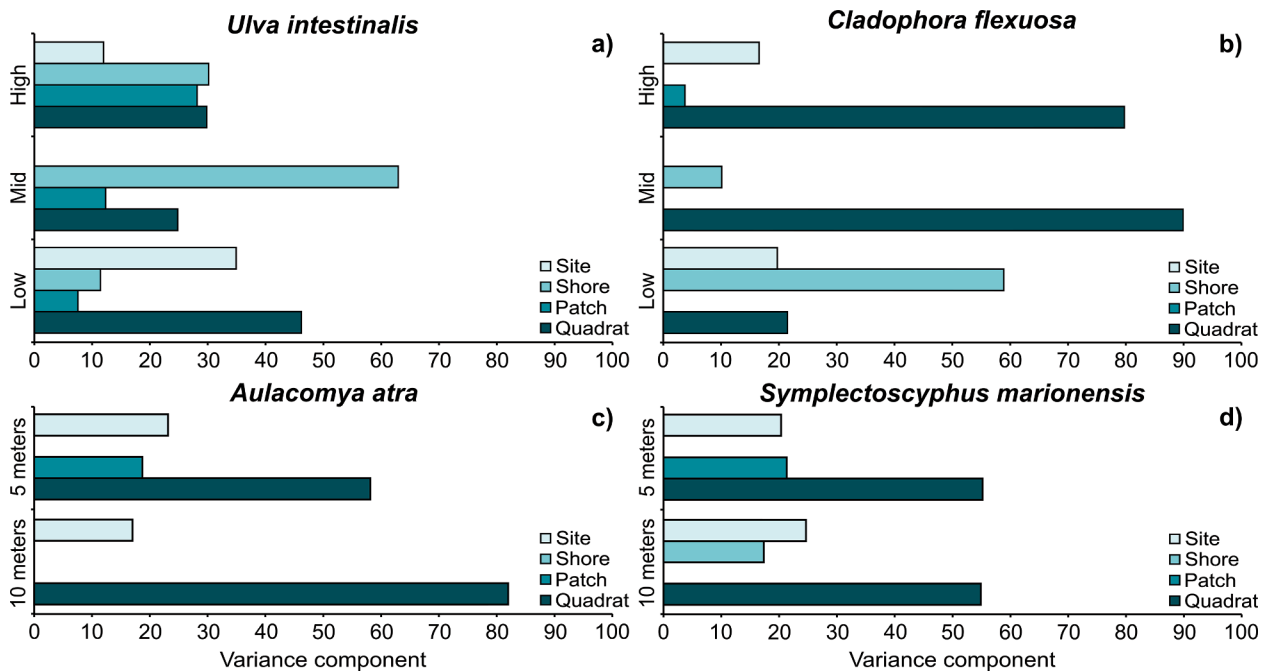 Ulva intestinalis
a)
High
Mid
Low
Site
Shore
Patch
Quadrat
0 10 20 30 40 50 60 70 80 90 100
Cladophora flexuosa
b)
High
Mid
Low
Site
Shore
Patch
Quadrat
0 10 20 30 40 50 60 70 80 90 100
Aulacomya atra
c)
5 meters
10 meters
Site
Shore
Patch
Quadrat
0 10 20 30 40 50 60 70 80 90 100
Variance component
Symplectoscyphus marionensis
d)
5 meters
10 meters
Site
Shore
Patch
Quadrat
0 10 20 30 40 50 60 70 80 90 100
Variance component